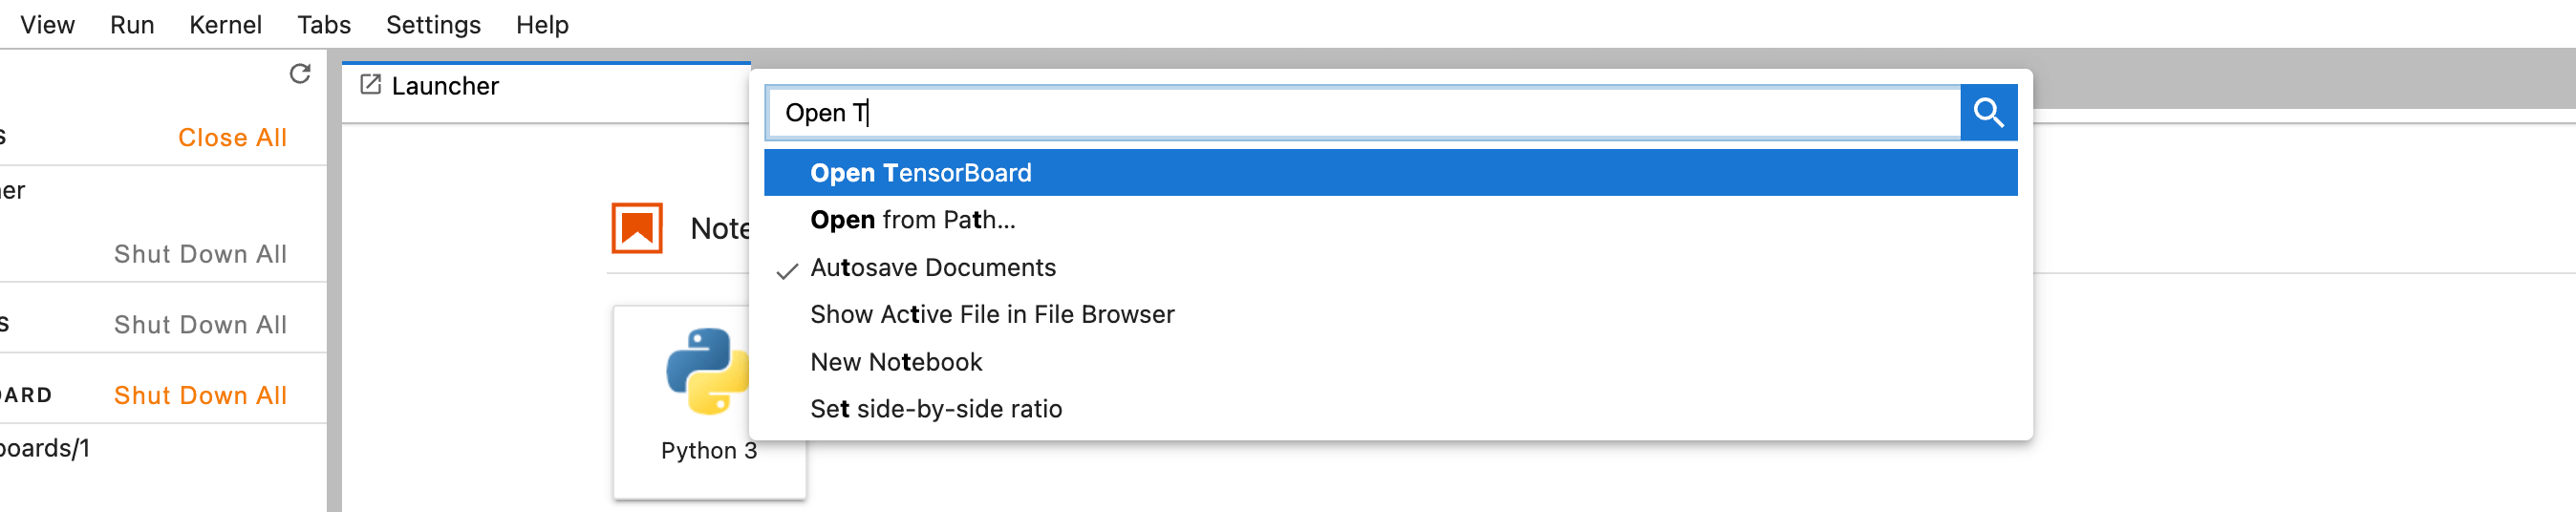 View Run Kernel Tabs Settings Help
Launcher
Open T
S Close All
Open TensorBoard
er
Open from Path...
Note
Shut Down All
Autosave Documents
Show Active File in File Browser
S Shut Down All
New Notebook
ARD Shut Down All
Set side-by-side ratio
boards/1
Python 3